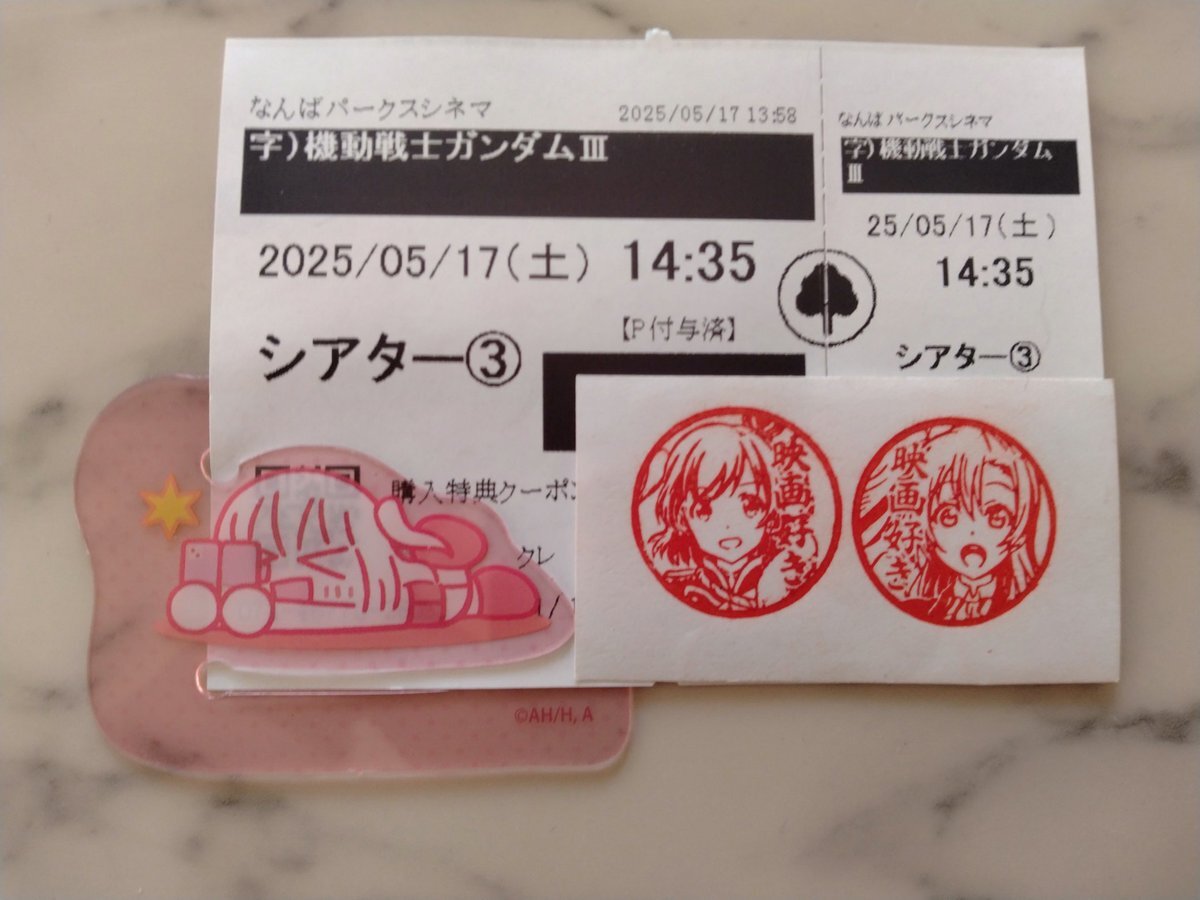 なんばパークスシネマ
2025/05/17 13:58
字)機動戦士ガンダムIII
2025/05/17(土) 14:35
【P付与済】
シアター③
購入特典クーポン
クレ
なんばパークスシネマ
字)機動戦士ガンダム
III
25/05/17(土)
14:35
シアター③
映画好き
映画好き
©AH/H, A